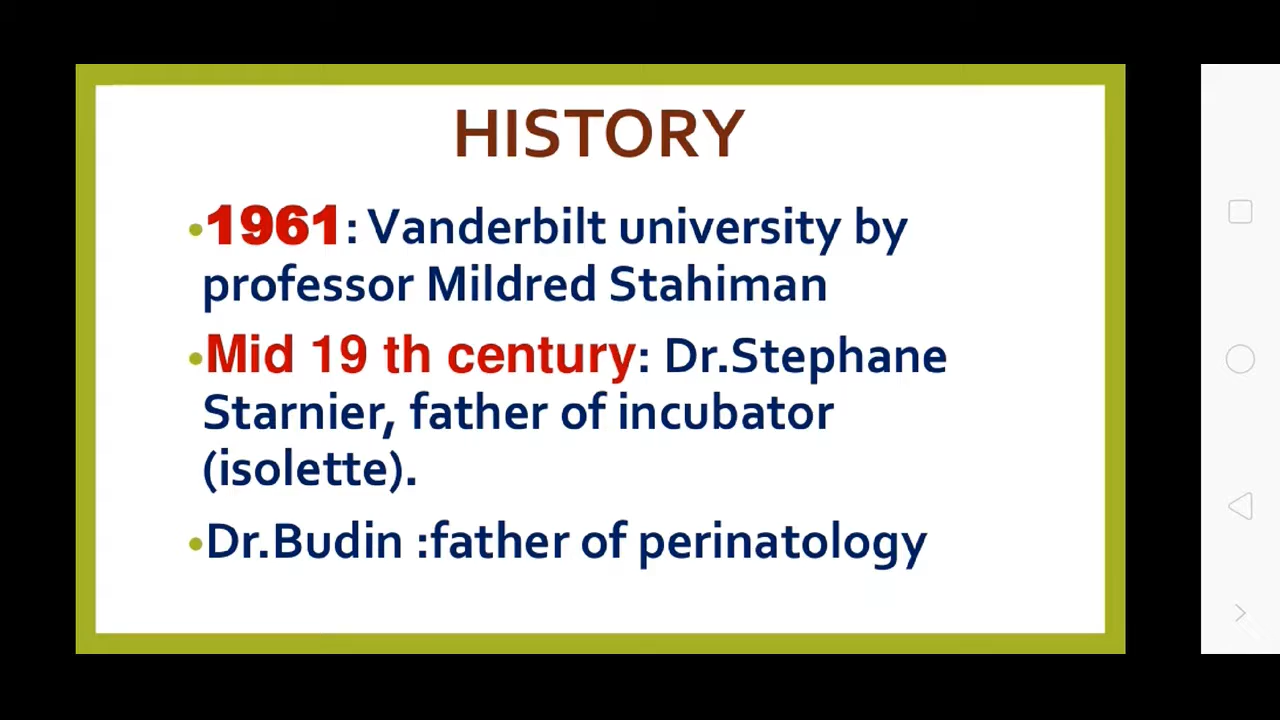 HISTORY
•1961: Vanderbilt university by
professor Mildred Stahiman
•Mid 19 th century: Dr.Stephane
Starnier, father of incubator
(isolette).
•Dr.Budin :father of perinatology